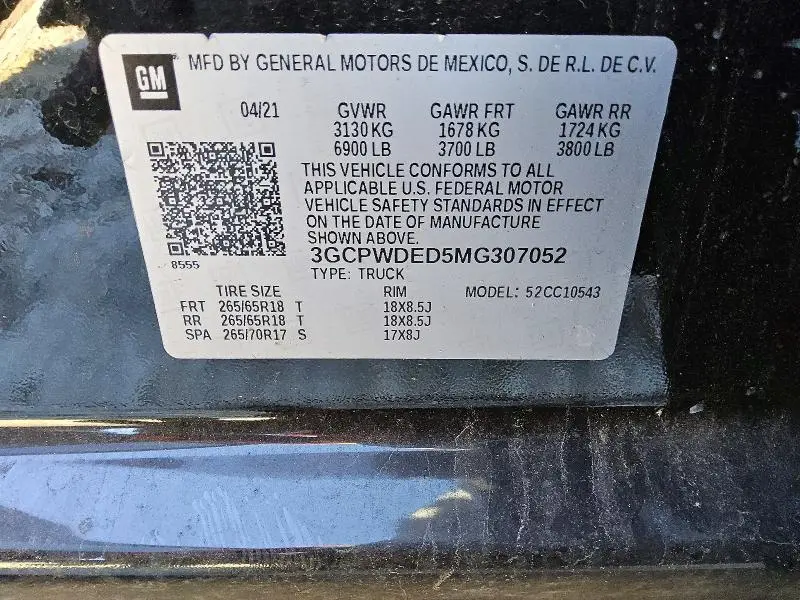 GM MFD BY GENERAL MOTORS DE MEXICO, S. DE R.L. DE C.V.
04/21 GVWR GAWR FRT GAWR RR
3130 KG 1678 KG 1724 KG
6900 LB 3700 LB 3800 LB
THIS VEHICLE CONFORMS TO ALL
APPLICABLE U.S. FEDERAL MOTOR
VEHICLE SAFETY STANDARDS IN EFFECT
ON THE DATE OF MANUFACTURE
SHOWN ABOVE.
8555 3GCPWDED5MG307052
TYPE: TRUCK
TIRE SIZE RIM MODEL: 52CC10543
FRT 265/65R18 T 18X8.5J
RR 265/65R18 T 18X8.5J
SPA 265/70R17 S 17X8J